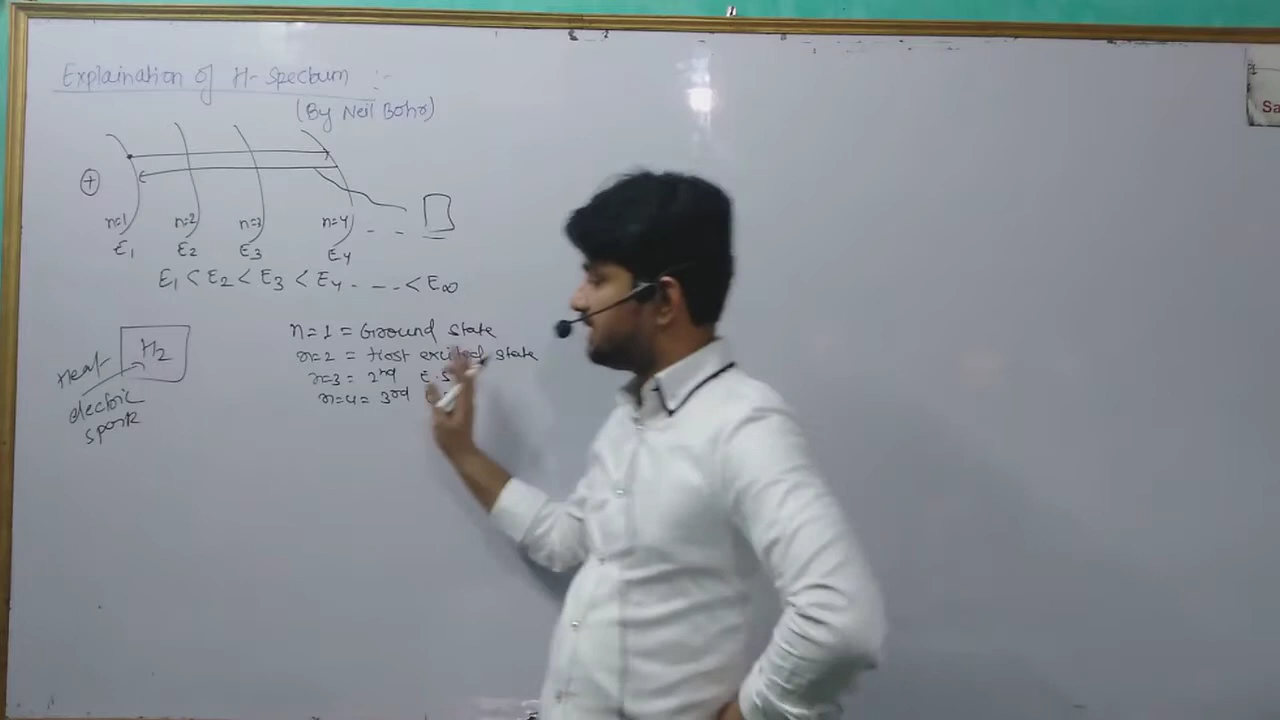 Explaination of H-Spectrum :-
(By Neil Bohr)
+
n=1 n=2 n=3 n=4
E1 E2 E3 E4 - -
E1 < E2 < E3 < E4 - - - - < E∞
n=1 = Ground state
n=2 = First excited state
n=3 = 2nd E.S
n=4 = 3rd
H2
Heat
electric
spark
Sa